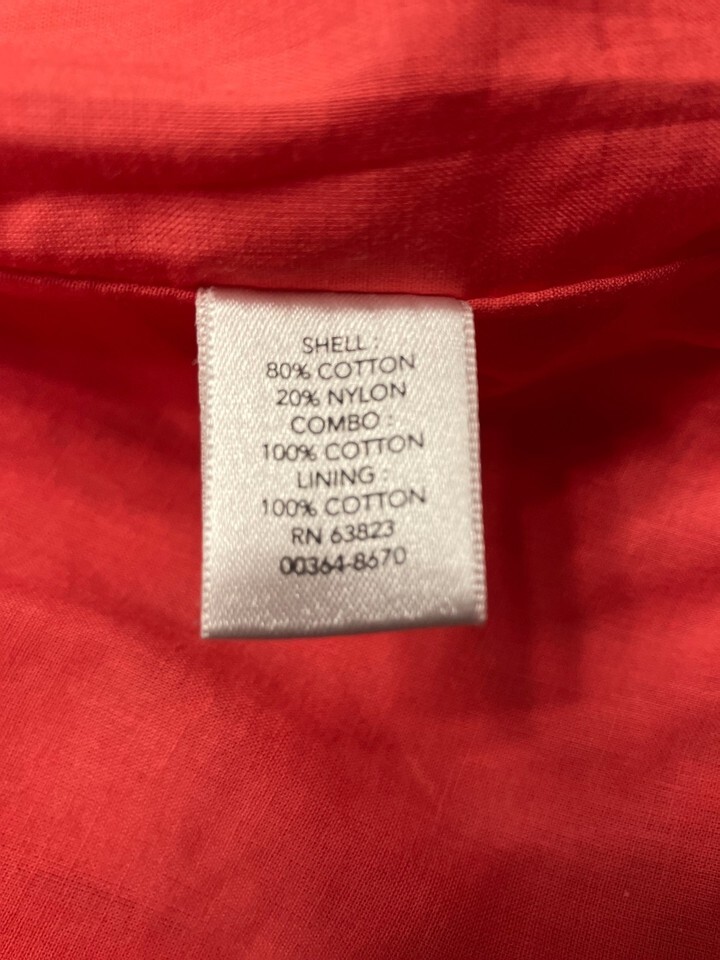 SHELL :
80% COTTON
20% NYLON
COMBO :
100% COTTON
LINING :
100% COTTON
RN 63823
00364-8670